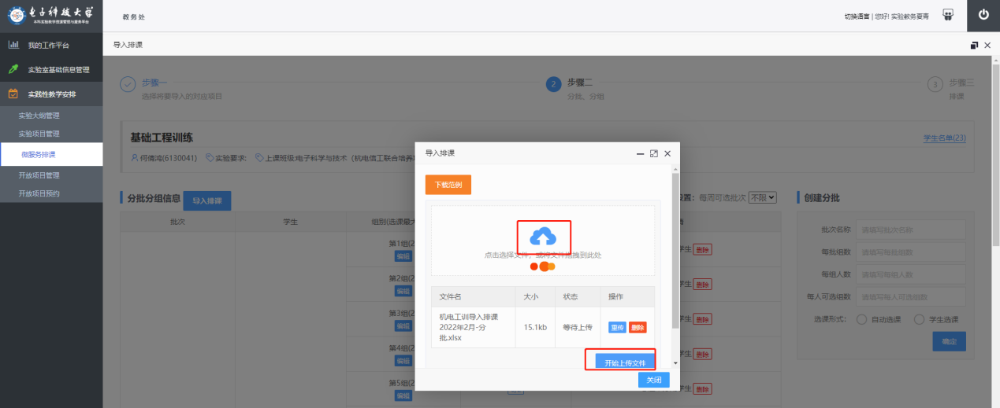 电子科技大学
本科实验教学资源管理与服务平台
教务处
切换语言 | 您好! 实验教务夏青
我的工作平台
实验室基础信息管理
实践性教学安排
实验大纲管理
实验项目管理
微服务排课
开放项目管理
开放项目预约
导入排课
步骤一
选择将要导入的对应项目
2
步骤二
分批、分组
3
步骤三
排课
基础工程训练
学生名单(23)
(6130041)
实验要求:
上课班级:电子科学与技术（机电信工联合培养
分批分组信息
导入排课
置：每周可选批次
不限
批次
学生
组别(选课最大
第1组(2
编辑
学生
删除
第2组(2
编辑
学生
删除
第3组(2
编辑
学生
删除
第4组(2
编辑
学生
删除
第5组(2
编辑
学生
删除
创建分批
批次名称
请填写批次名称
每批组数
请填写每批组数
每组人数
请填写每组人数
每人可选组数
请填写每人可选组数
选课形式:
自动选课
学生选课
确定
导入排课
下载范例
点击选择文件，或将文件拖拽到此处
文件名
大小
状态
操作
机电工训导入排课
2022年2月-分
批.xlsx
15.1kb
等待上传
重传
删除
开始上传文件
关闭